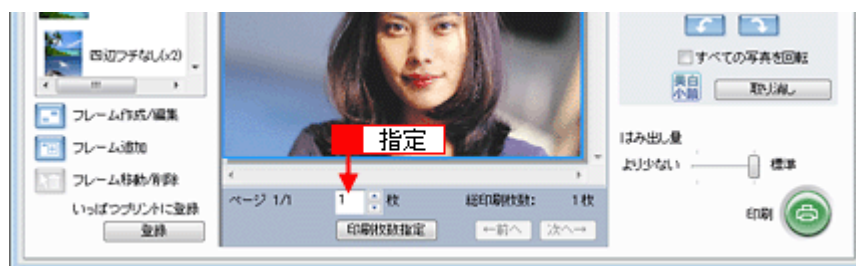 四辺フチなし(x2)
フレーム作成/編集
フレーム追加
フレーム移動/削除
いっぱつプリントに登録
登録
指定
ページ 1/1
1 枚
総印刷枚数: 1 枚
印刷枚数指定
←前へ
次へ→
すべての写真を回転
美白
小顔
取り消し
はみ出し量
より少ない
標準
印刷